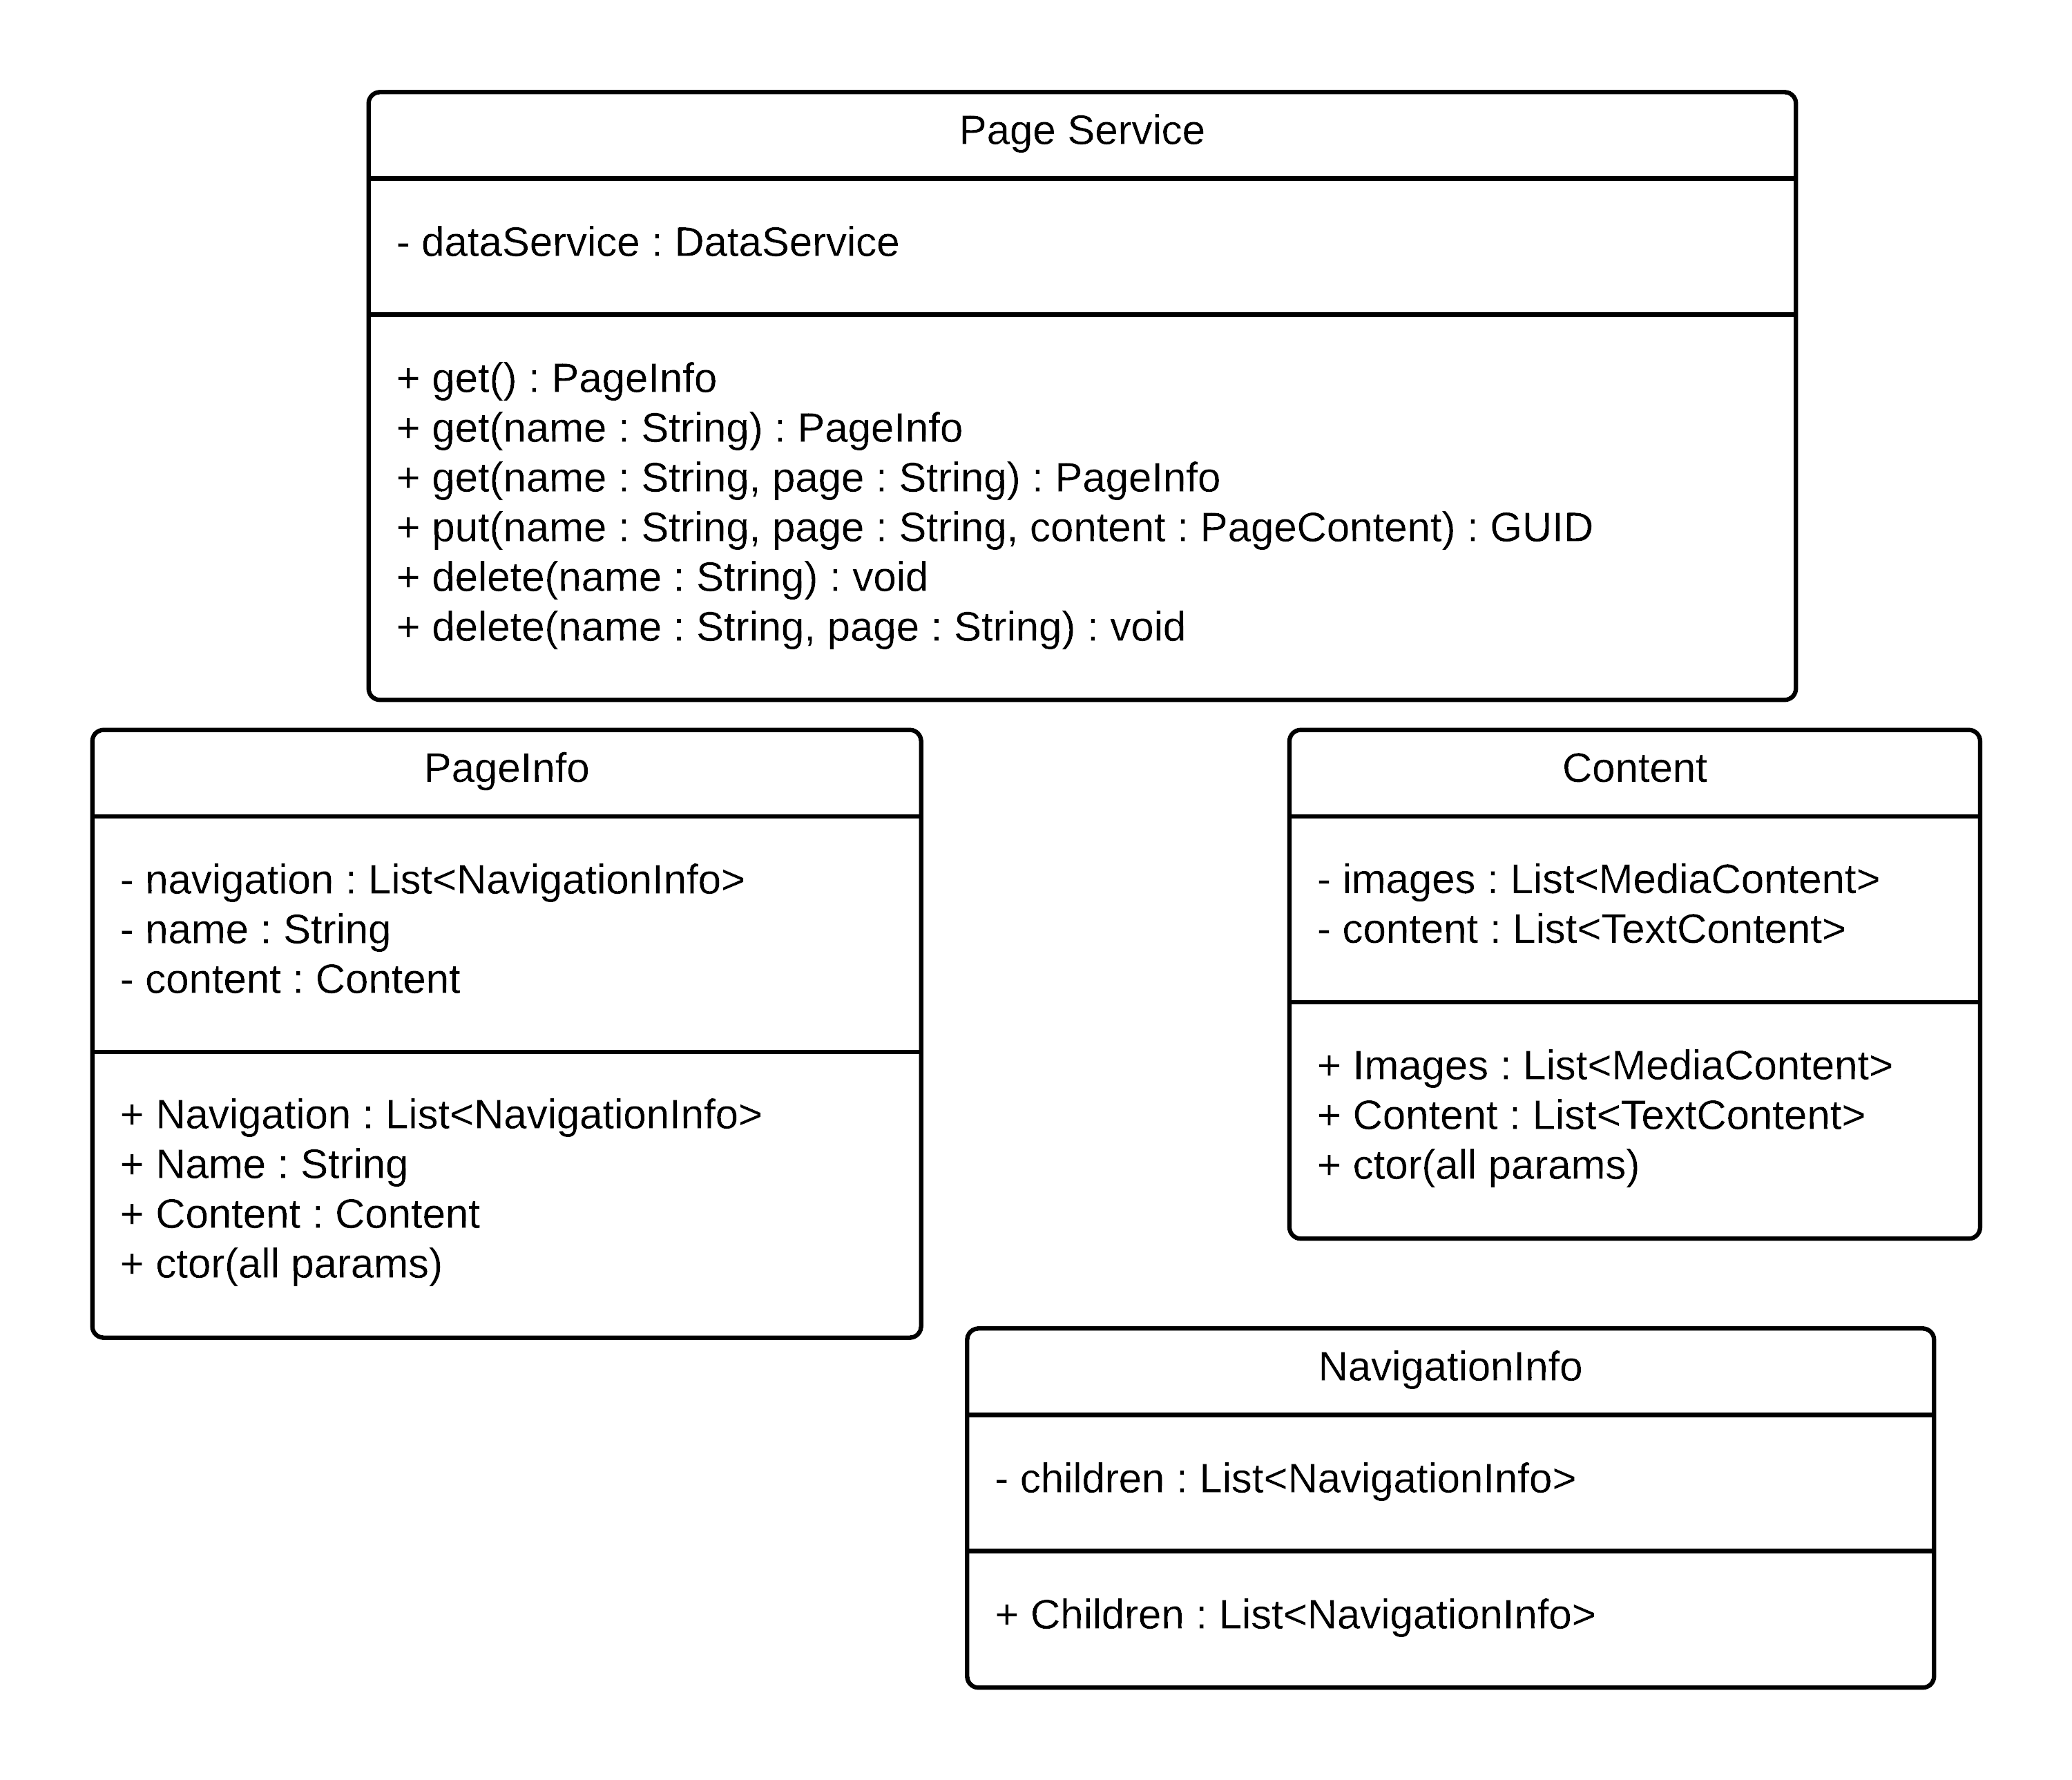 Page Service
- dataService : DataService
+ get() : PageInfo
+ get(name : String) : PageInfo
+ get(name : String, page : String) : PageInfo
+ put(name : String, page : String, content : PageContent) : GUID
+ delete(name : String) : void
+ delete(name : String, page : String) : void
PageInfo
- navigation : List<NavigationInfo>
- name : String
- content : Content
+ Navigation : List<NavigationInfo>
+ Name : String
+ Content : Content
+ ctor(all params)
Content
- images : List<MediaContent>
- content : List<TextContent>
+ Images : List<MediaContent>
+ Content : List<TextContent>
+ ctor(all params)
NavigationInfo
- children : List<NavigationInfo>
+ Children : List<NavigationInfo>